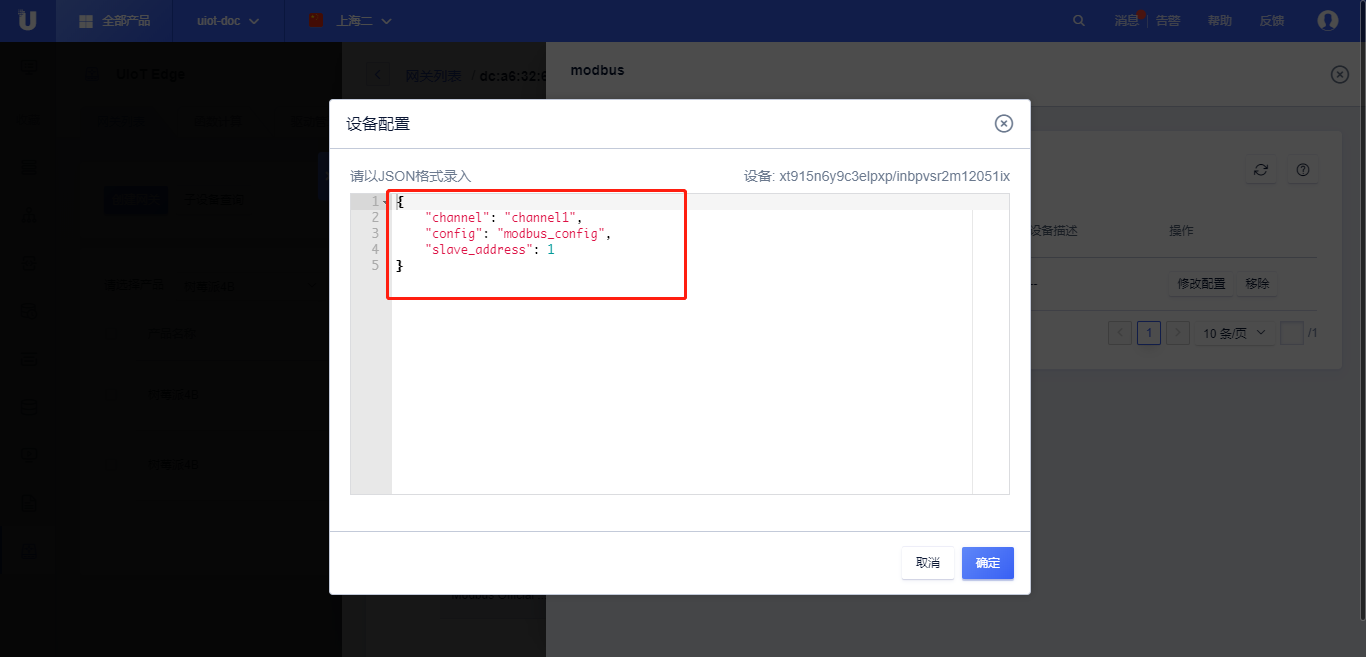 全部产品
uiot-doc
上海二
消息
告警
帮助
反馈
UIoT Edge
网关列表 / dc:a6:32:6
modbus
设备配置
请以JSON格式录入
设备: xt915n6y9c3elpxp/inbpvsr2m12051ix
1 {
2 "channel": "channel1",
3 "config": "modbus_config",
4 "slave_address": 1
5 }
设备描述
操作
--
修改配置
移除
1
10 条/页
/1
取消
确定